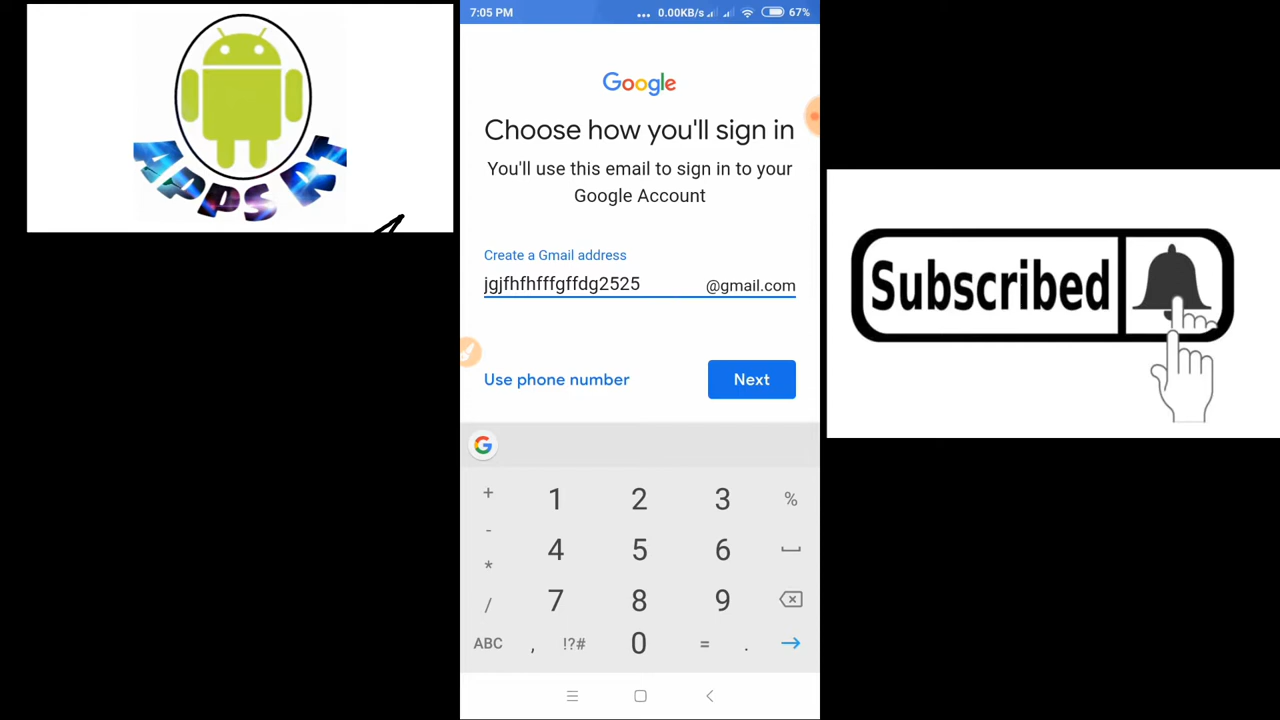 APPS RT
7:05 PM ... 0.00KB/s 67%
Google
Choose how you'll sign in
You'll use this email to sign in to your
Google Account
Create a Gmail address
jgjfhfhfffgffdg2525 @gmail.com
Use phone number Next
Subscribed
G
+ 1 2 3 %
- 4 5 6
*
/ 7 8 9
ABC , !?# 0 = .